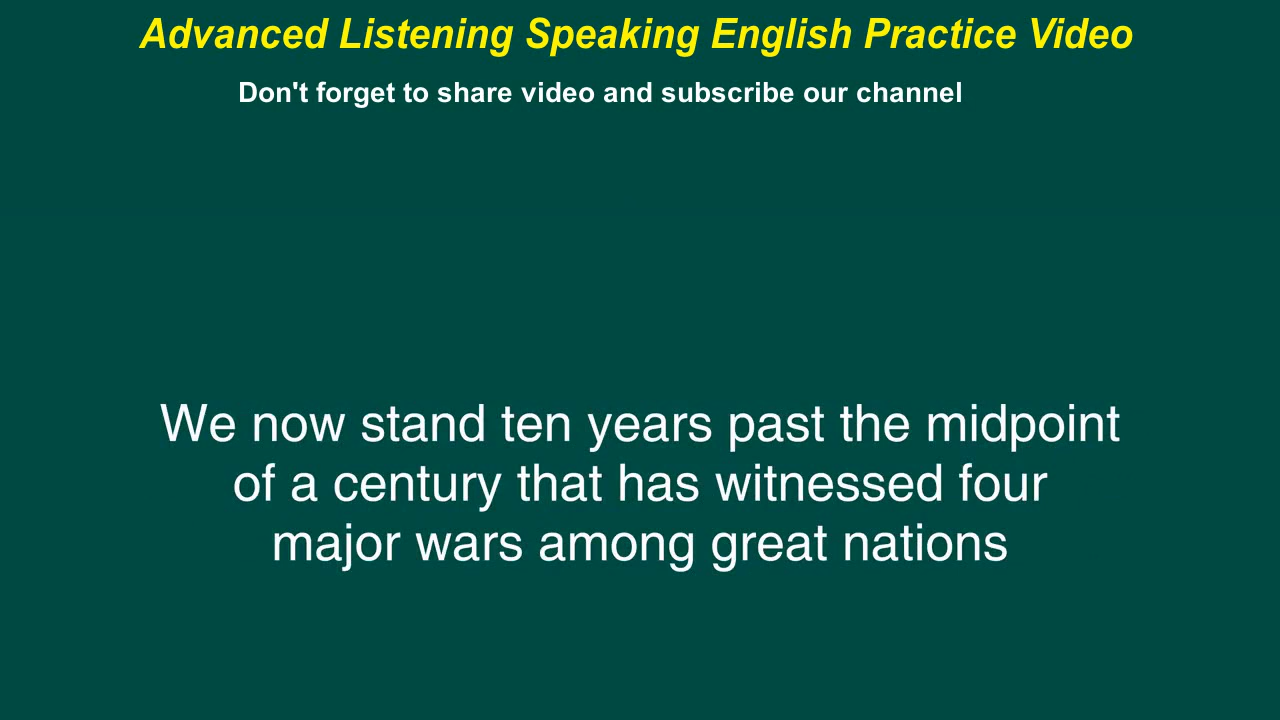 Advanced Listening Speaking English Practice Video
Don't forget to share video and subscribe our channel
We now stand ten years past the midpoint
of a century that has witnessed four
major wars among great nations